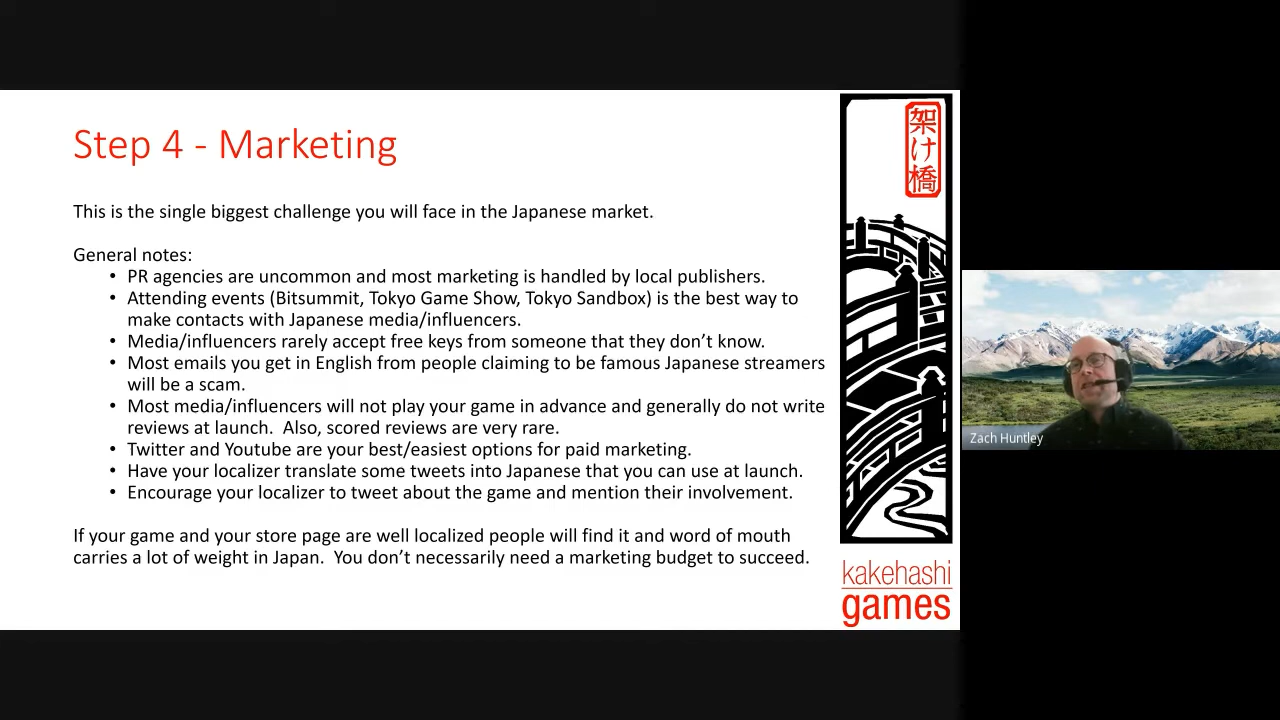 Step 4 - Marketing
This is the single biggest challenge you will face in the Japanese market.
General notes:
• PR agencies are uncommon and most marketing is handled by local publishers.
• Attending events (Bitsummit, Tokyo Game Show, Tokyo Sandbox) is the best way to
make contacts with Japanese media/influencers.
• Media/influencers rarely accept free keys from someone that they don’t know.
• Most emails you get in English from people claiming to be famous Japanese streamers
will be a scam.
• Most media/influencers will not play your game in advance and generally do not write
reviews at launch.  Also, scored reviews are very rare.
• Twitter and Youtube are your best/easiest options for paid marketing.
• Have your localizer translate some tweets into Japanese that you can use at launch.
• Encourage your localizer to tweet about the game and mention their involvement.
If your game and your store page are well localized people will find it and word of mouth
carries a lot of weight in Japan.  You don’t necessarily need a marketing budget to succeed.
架け橋
kakehashi
games
Zach Huntley